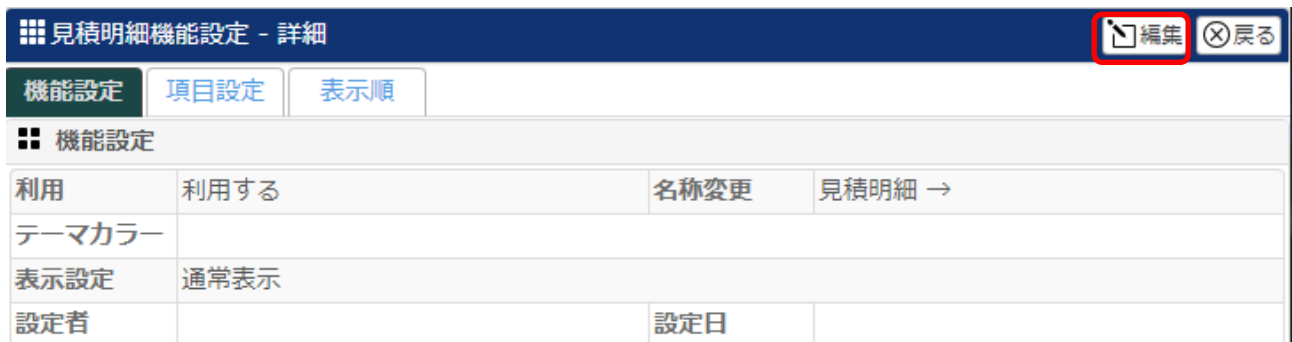 見積明細機能設定 - 詳細 編集 戻る
機能設定 項目設定 表示順
機能設定
利用 利用する 名称変更 見積明細 →
テーマカラー
表示設定 通常表示
設定者 設定日